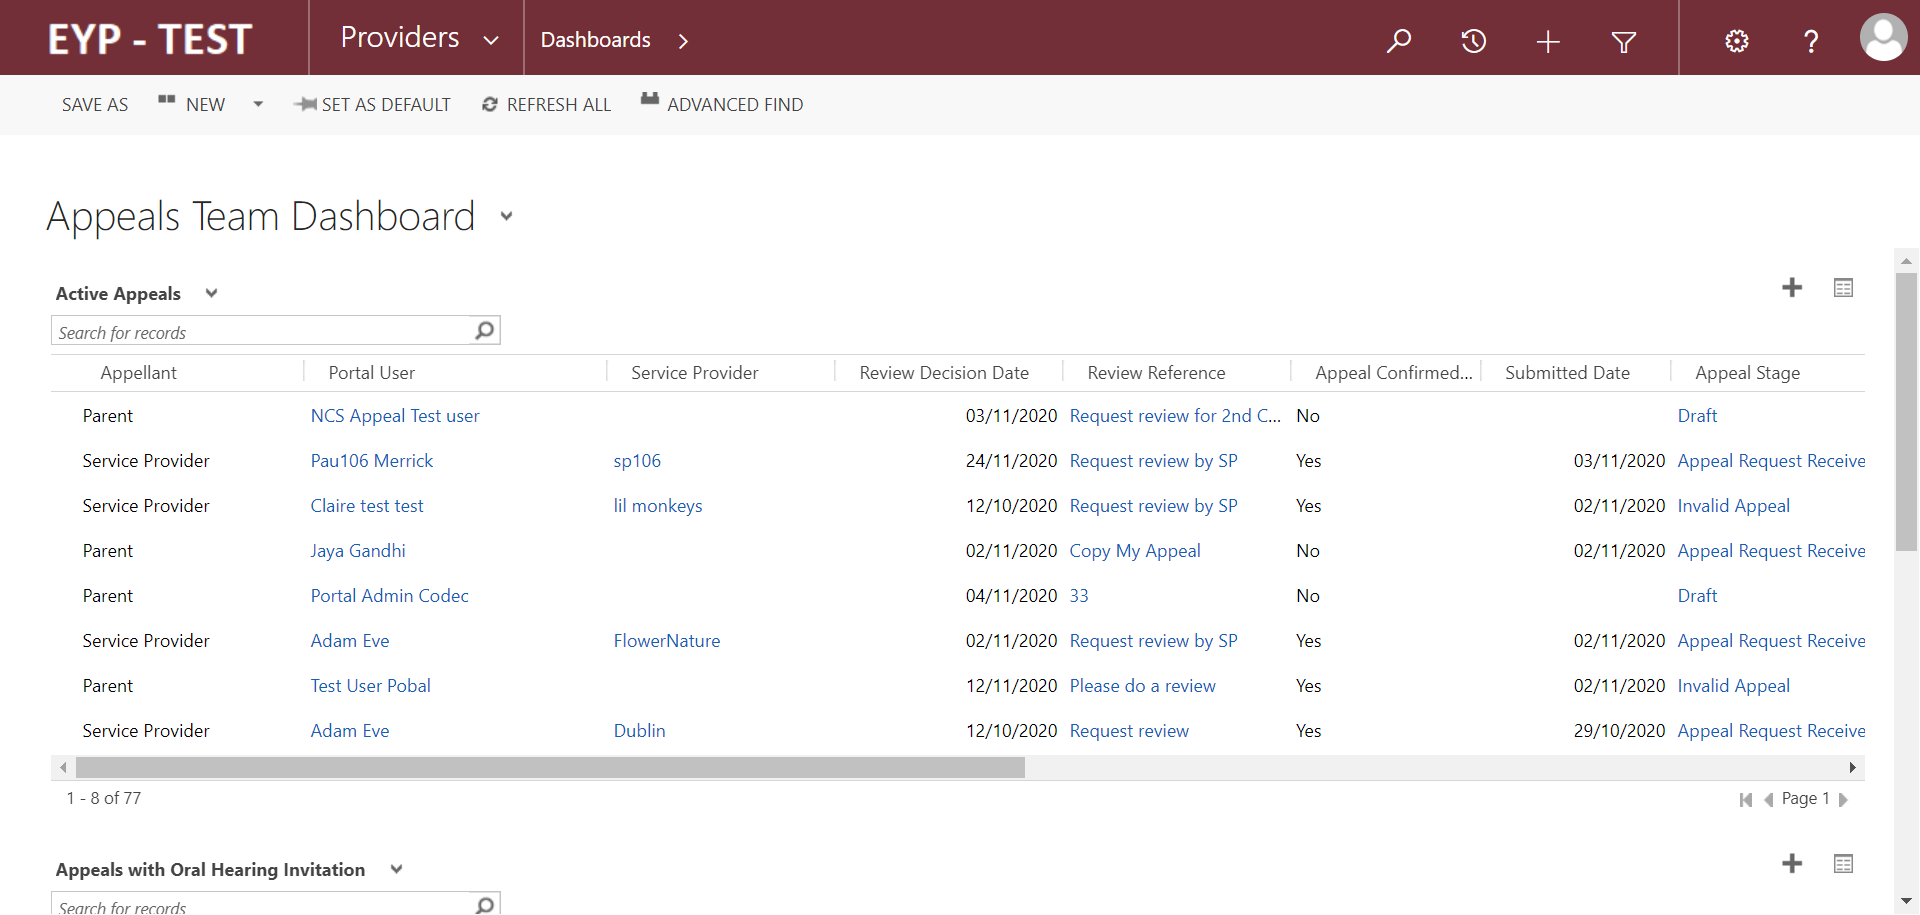 EYP - TEST Providers Dashboards
SAVE AS NEW SET AS DEFAULT REFRESH ALL ADVANCED FIND
Appeals Team Dashboard
Active Appeals
Search for records
Appellant Portal User Service Provider Review Decision Date Review Reference Appeal Confirmed... Submitted Date Appeal Stage
Parent NCS Appeal Test user 03/11/2020 Request review for 2nd C... No Draft
Service Provider Pau106 Merrick sp106 24/11/2020 Request review by SP Yes 03/11/2020 Appeal Request Receive
Service Provider Claire test test lil monkeys 12/10/2020 Request review by SP Yes 02/11/2020 Invalid Appeal
Parent Jaya Gandhi 02/11/2020 Copy My Appeal No 02/11/2020 Appeal Request Receive
Parent Portal Admin Codec 04/11/2020 33 No Draft
Service Provider Adam Eve FlowerNature 02/11/2020 Request review by SP Yes 02/11/2020 Appeal Request Receive
Parent Test User Pobal 12/11/2020 Please do a review Yes 02/11/2020 Invalid Appeal
Service Provider Adam Eve Dublin 12/10/2020 Request review Yes 29/10/2020 Appeal Request Receive
1 - 8 of 77 Page 1
Appeals with Oral Hearing Invitation
Search for records